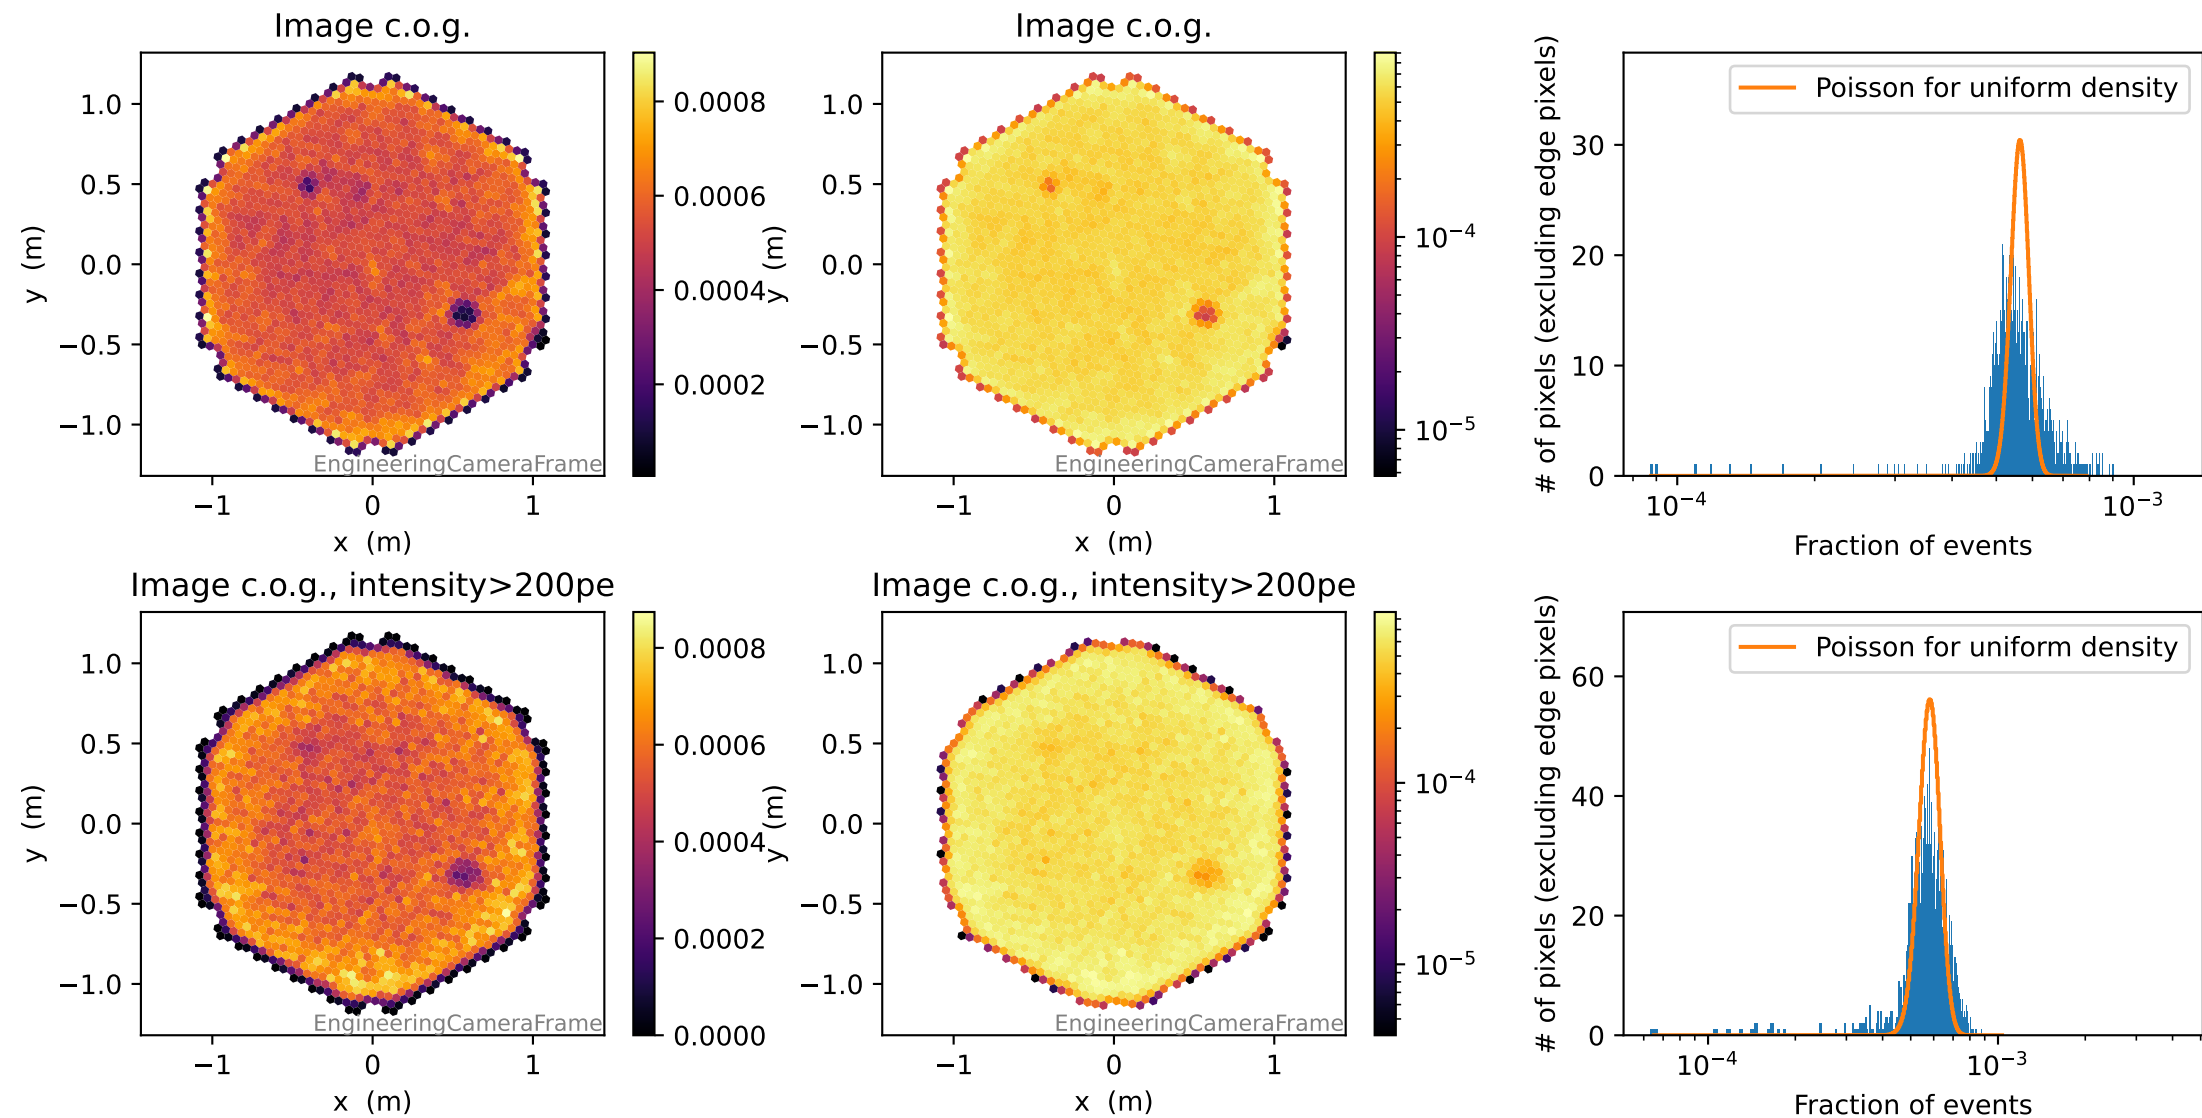 Image c.o.g.
1.0
0.5
0.0
−0.5
−1.0
y (m)
−1
0
1
x (m)
EngineeringCameraFrame
0.0008
0.0006
0.0004
0.0002
Image c.o.g.
1.0
0.5
0.0
−0.5
−1.0
y (m)
−1
0
1
x (m)
EngineeringCameraFrame
10⁻⁴
10⁻⁵
# of pixels (excluding edge pixels)
30
20
10
0
Poisson for uniform density
10⁻⁴
10⁻³
Fraction of events
Image c.o.g., intensity>200pe
1.0
0.5
0.0
−0.5
−1.0
y (m)
−1
0
1
x (m)
EngineeringCameraFrame
0.0008
0.0006
0.0004
0.0002
0.0000
Image c.o.g., intensity>200pe
1.0
0.5
0.0
−0.5
−1.0
y (m)
−1
0
1
x (m)
EngineeringCameraFrame
10⁻⁴
10⁻⁵
# of pixels (excluding edge pixels)
60
40
20
0
Poisson for uniform density
10⁻⁴
10⁻³
Fraction of events